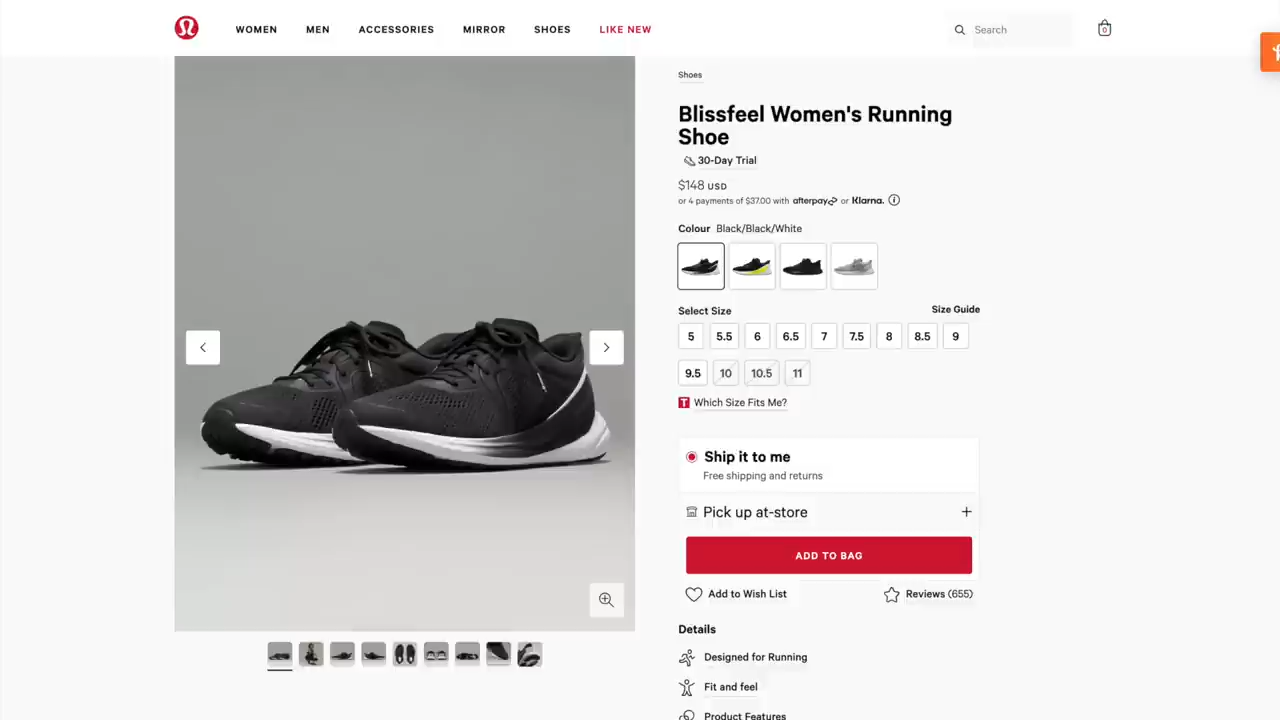 WOMEN MEN ACCESSORIES MIRROR SHOES LIKE NEW Search 0
Shoes
Blissfeel Women's Running
Shoe
30-Day Trial
$148 USD
or 4 payments of $37.00 with afterpay or Klarna.
Colour Black/Black/White
Select Size Size Guide
5 5.5 6 6.5 7 7.5 8 8.5 9
9.5 10 10.5 11
T Which Size Fits Me?
Ship it to me
Free shipping and returns
Pick up at-store
ADD TO BAG
Add to Wish List Reviews (655)
Details
Designed for Running
Fit and feel
Product Features